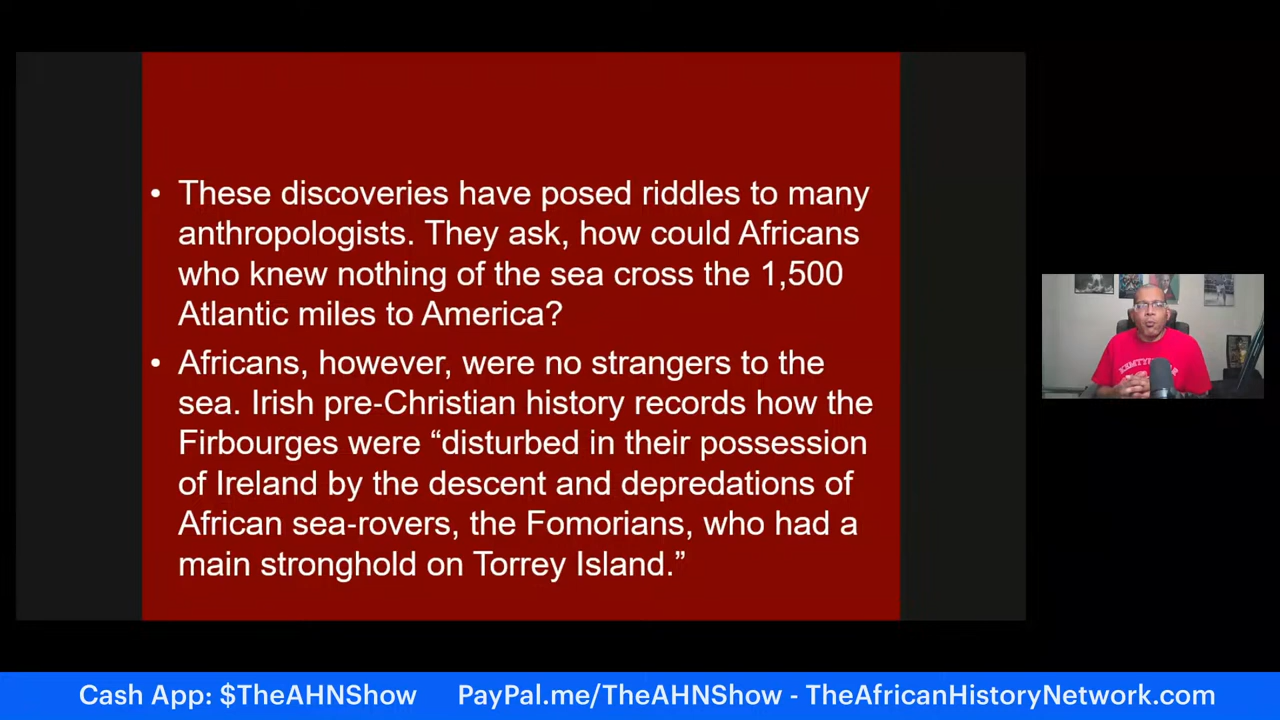 • These discoveries have posed riddles to many
anthropologists. They ask, how could Africans
who knew nothing of the sea cross the 1,500
Atlantic miles to America?
• Africans, however, were no strangers to the
sea. Irish pre-Christian history records how the
Firbourges were “disturbed in their possession
of Ireland by the descent and depredations of
African sea-rovers, the Fomorians, who had a
main stronghold on Torrey Island.”
Cash App: $TheAHNShow PayPal.me/TheAHNShow - TheAfricanHistoryNetwork.com